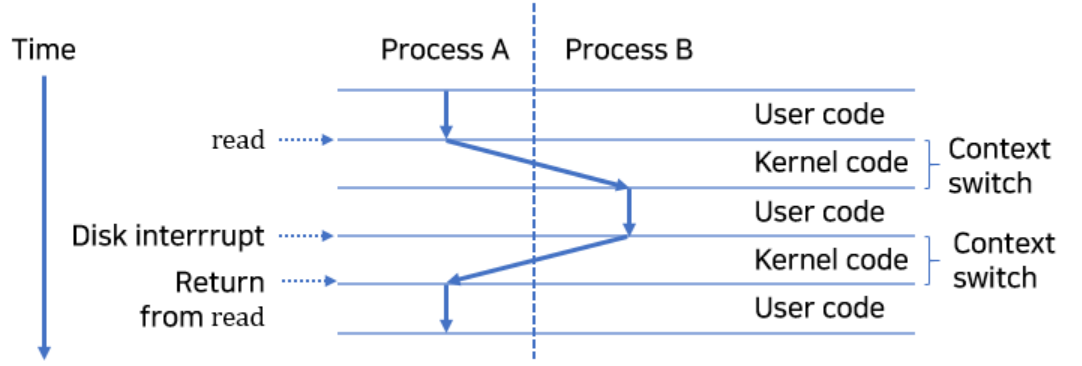 Time
Process A
Process B
User code
read
Kernel code
Context
switch
User code
Disk interrrupt
Kernel code
Context
switch
Return
from read
User code